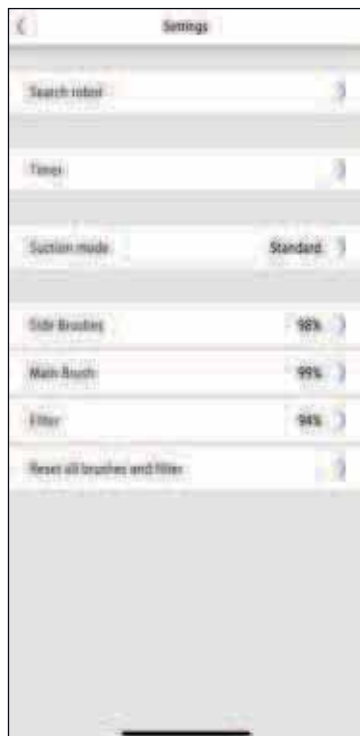 Settings
Search robot
Timer
Suction mode Standard
Side Brushes 98%
Main Brush 99%
Filter 94%
Reset all brushes and filter